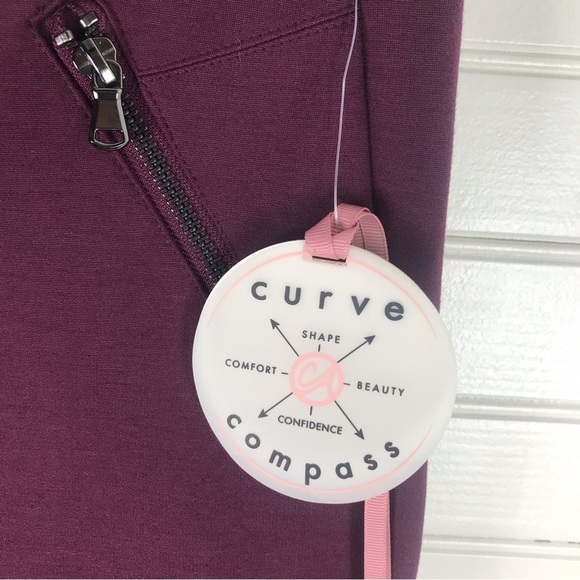 curve
SHAPE
COMFORT
BEAUTY
CONFIDENCE
compass